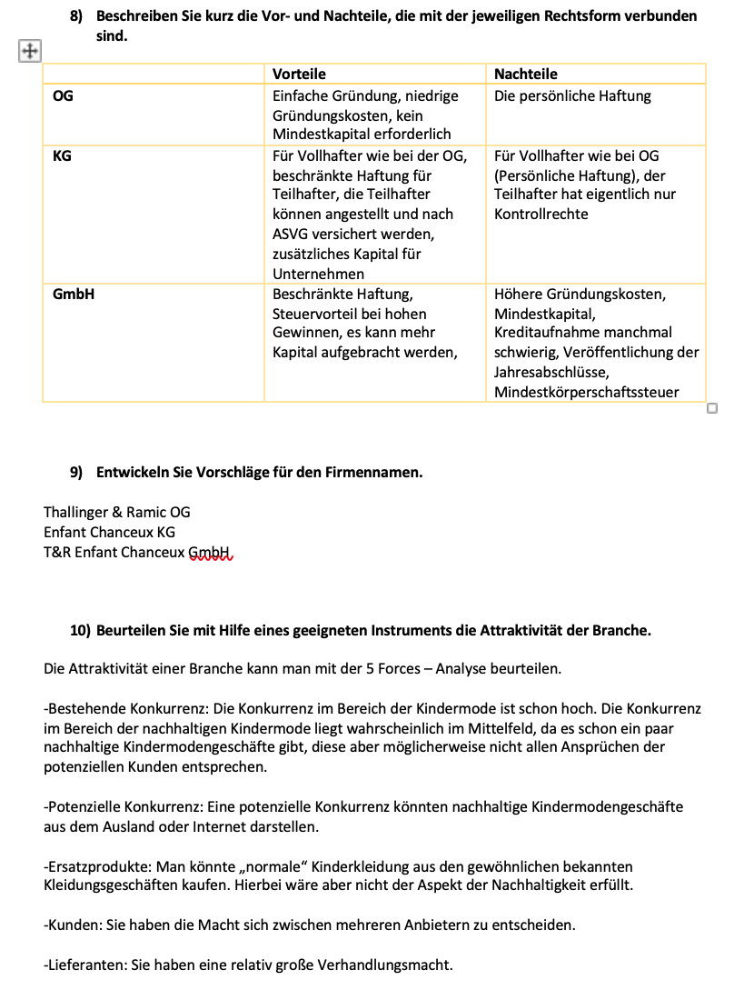 8) Beschreiben Sie kurz die Vor- und Nachteile, die mit der jeweiligen Rechtsform verbunden
sind.
Vorteile Nachteile
OG
Einfache Gründung, niedrige
Gründungskosten, kein
Mindestkapital erforderlich
Die persönliche Haftung
KG
Für Vollhafter wie bei der OG,
beschränkte Haftung für
Teilhafter, die Teilhafter
können angestellt und nach
ASVG versichert werden,
zusätzliches Kapital für
Unternehmen
Für Vollhafter wie bei OG
(Persönliche Haftung), der
Teilhafter hat eigentlich nur
Kontrollrechte
GmbH
Beschränkte Haftung,
Steuervorteil bei hohen
Gewinnen, es kann mehr
Kapital aufgebracht werden,
Höhere Gründungskosten,
Mindestkapital,
Kreditaufnahme manchmal
schwierig, Veröffentlichung der
Jahresabschlüsse,
Mindestkörperschaftssteuer
9) Entwickeln Sie Vorschläge für den Firmennamen.
Thallinger & Ramic OG
Enfant Chanceux KG
T&R Enfant Chanceux GmbH
10) Beurteilen Sie mit Hilfe eines geeigneten Instruments die Attraktivität der Branche.
Die Attraktivität einer Branche kann man mit der 5 Forces – Analyse beurteilen.
-Bestehende Konkurrenz: Die Konkurrenz im Bereich der Kindermode ist schon hoch. Die Konkurrenz
im Bereich der nachhaltigen Kindermode liegt wahrscheinlich im Mittelfeld, da es schon ein paar
nachhaltige Kindermodengeschäfte gibt, diese aber möglicherweise nicht allen Ansprüchen der
potenziellen Kunden entsprechen.
-Potenzielle Konkurrenz: Eine potenzielle Konkurrenz könnten nachhaltige Kindermodengeschäfte
aus dem Ausland oder Internet darstellen.
-Ersatzprodukte: Man könnte „normale“ Kinderkleidung aus den gewöhnlichen bekannten
Kleidungsgeschäften kaufen. Hierbei wäre aber nicht der Aspekt der Nachhaltigkeit erfüllt.
-Kunden: Sie haben die Macht sich zwischen mehreren Anbietern zu entscheiden.
-Lieferanten: Sie haben eine relativ große Verhandlungsmacht.